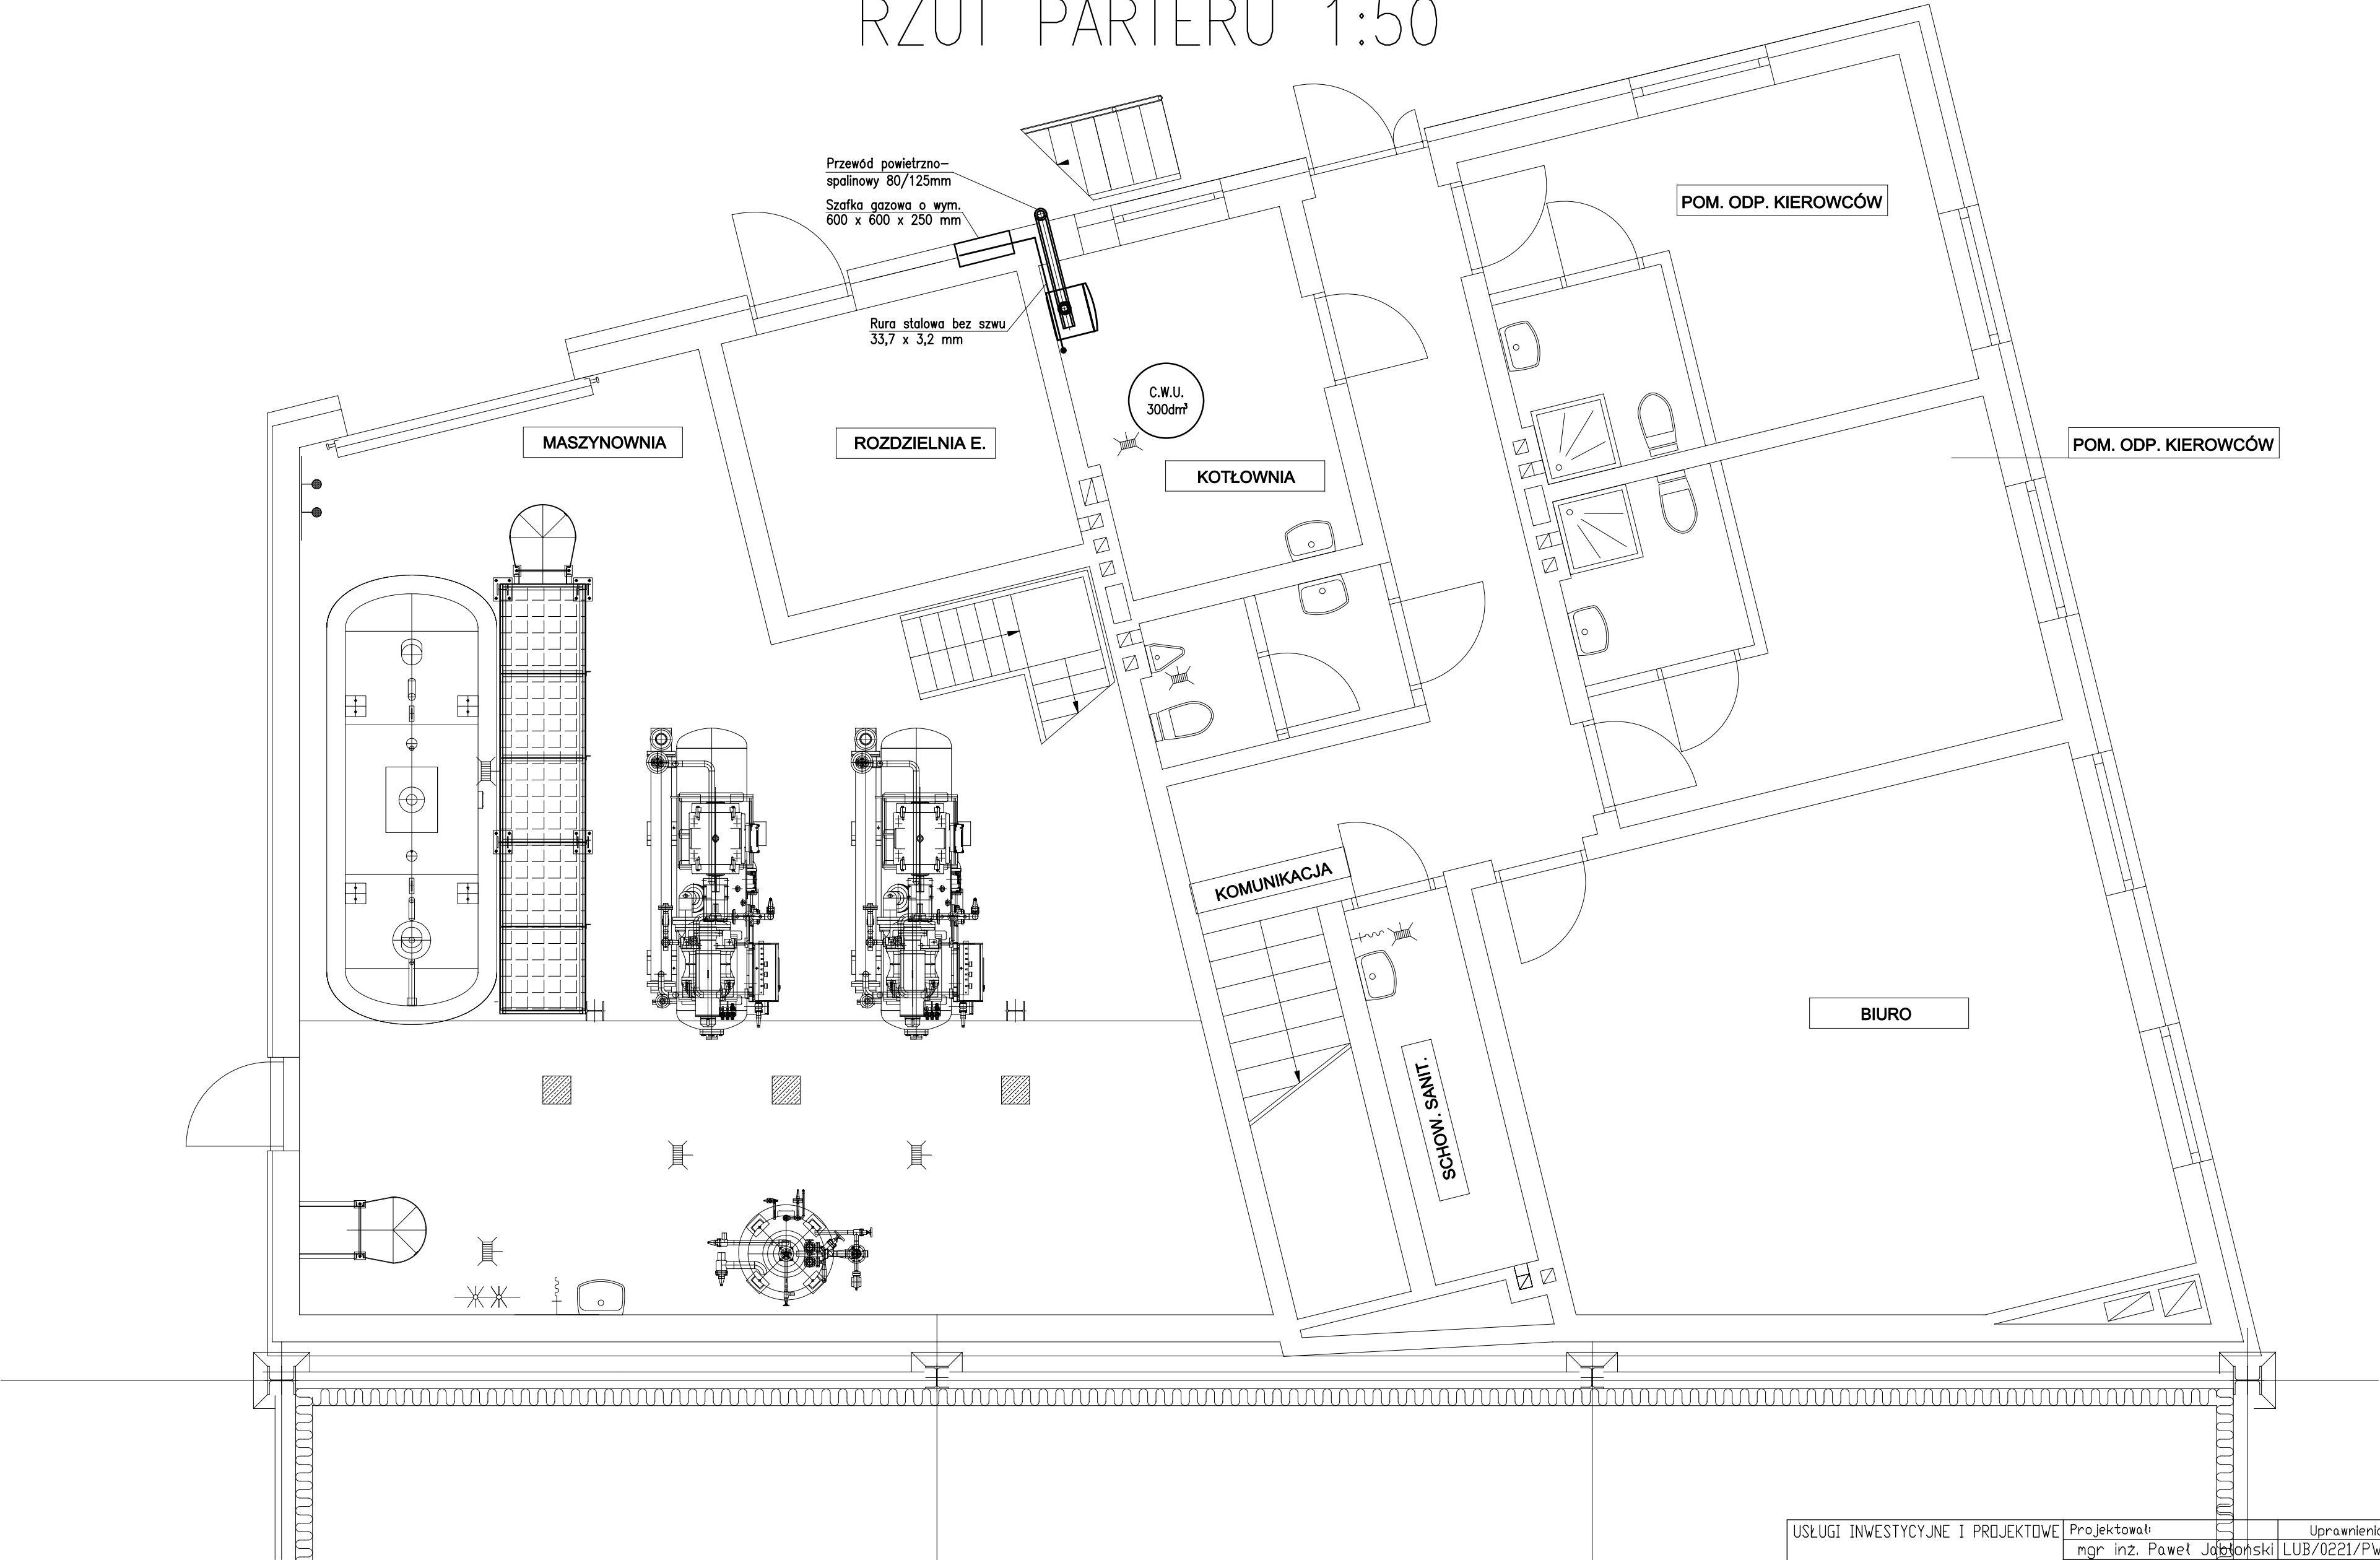 RZUT PARTERU 1:50
Przewód powietrzno-
spalinowy 80/125mm
Szafka gazowa o wym.
600 x 600 x 250 mm
Rura stalowa bez szwu
33,7 x 3,2 mm
POM. ODP. KIEROWCÓW
C.W.U.
300dm³
MASZYNOWNIA
ROZDZIELNIA E.
KOTŁOWNIA
POM. ODP. KIEROWCÓW
KOMUNIKACJA
BIURO
SCHOW. SANIT.
USŁUGI INWESTYCYJNE I PROJEKTOWE
Projektował:
mgr inż. Paweł Jabłoński